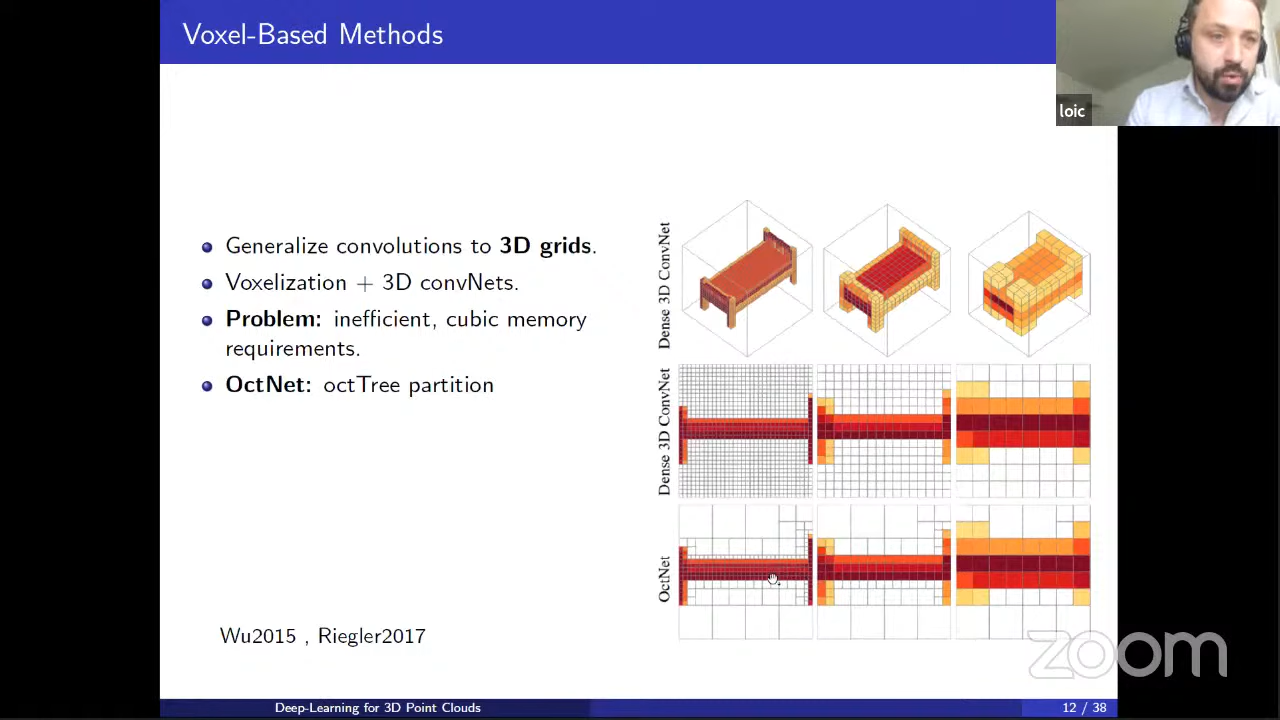 Voxel-Based Methods
loic
Generalize convolutions to 3D grids.
Voxelization + 3D convNets.
Problem: inefficient, cubic memory
requirements.
OctNet: octTree partition
Dense 3D ConvNet
Dense 3D ConvNet
OctNet
Wu2015 , Riegler2017
zoom
Deep-Learning for 3D Point Clouds
12 / 38